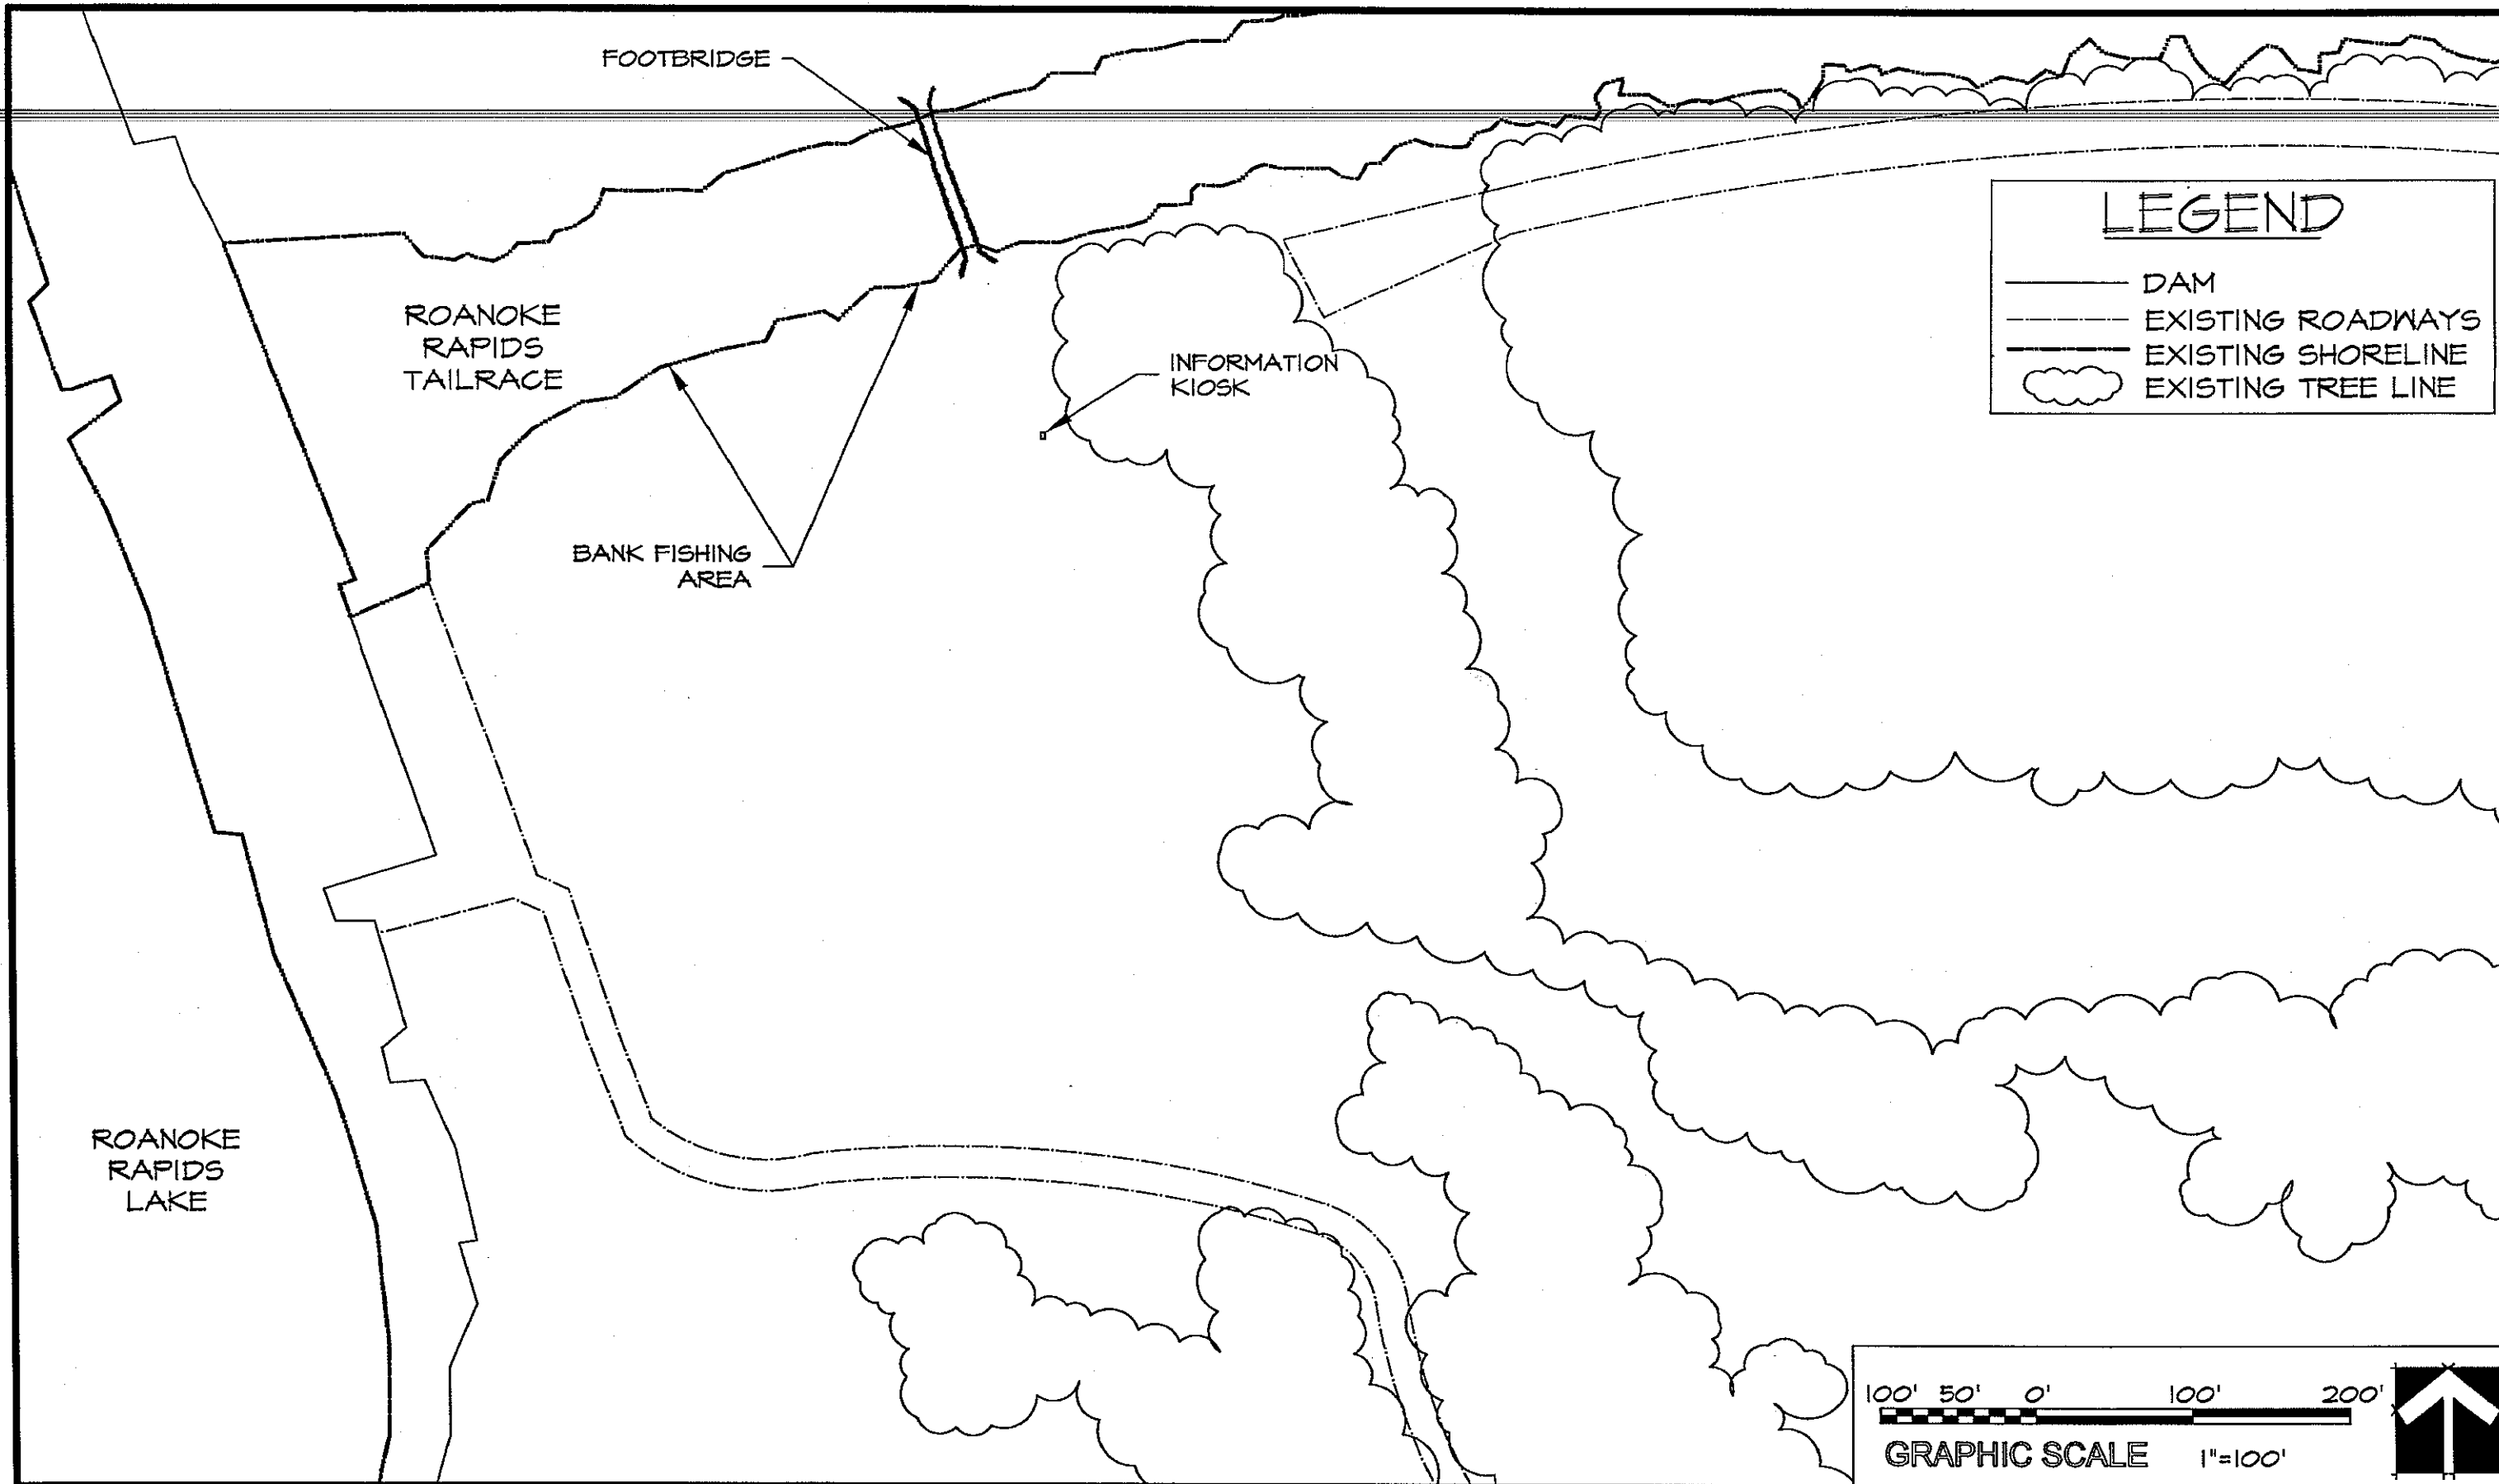 FOOTBRIDGE
LEGEND
DAM
EXISTING ROADWAYS
EXISTING SHORELINE
EXISTING TREE LINE
ROANOKE
RAPIDS
TAILRACE
INFORMATION
KIOSK
BANK FISHING
AREA
ROANOKE
RAPIDS
LAKE
100' 50' 0' 100' 200'
GRAPHIC SCALE 1"=100'